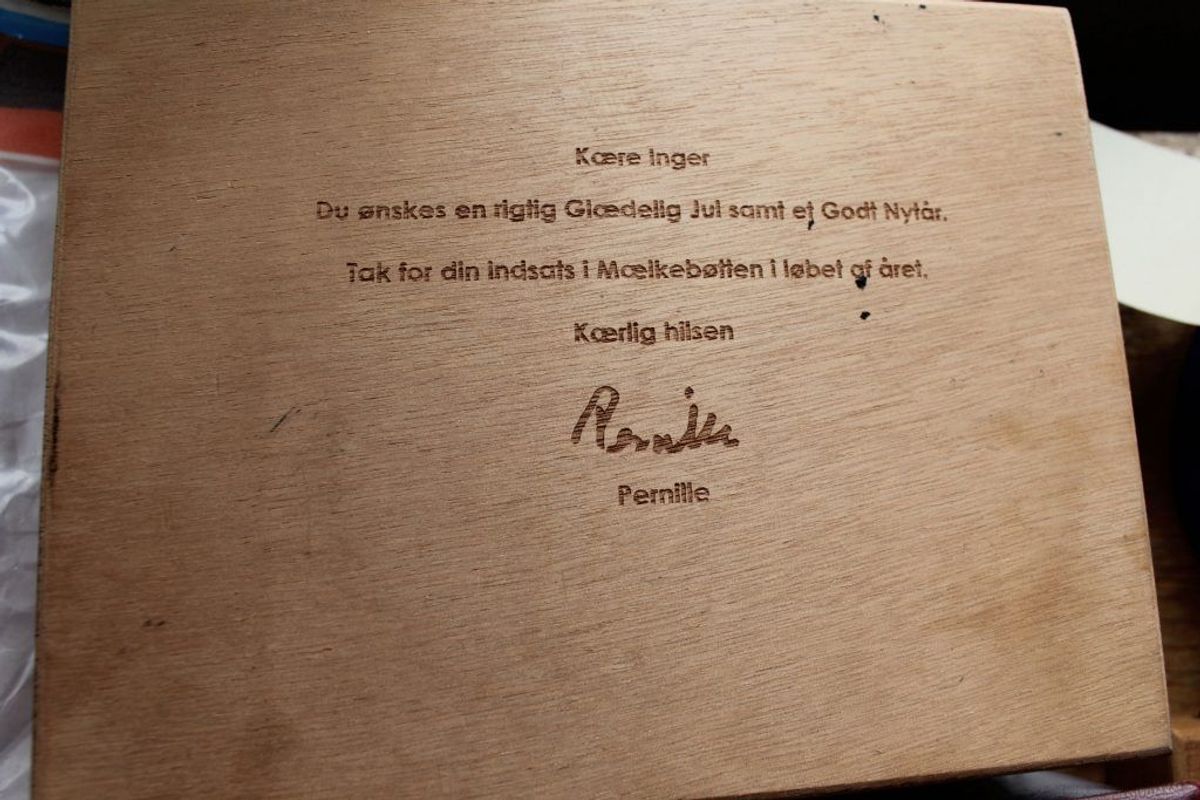 Kære Inger
Du ønskes en rigtig Glædelig Jul samt et Godt Nytår.
Tak for din indsats i Mælkebøtten i løbet af året.
Kærlig hilsen
Pernille
Pernille